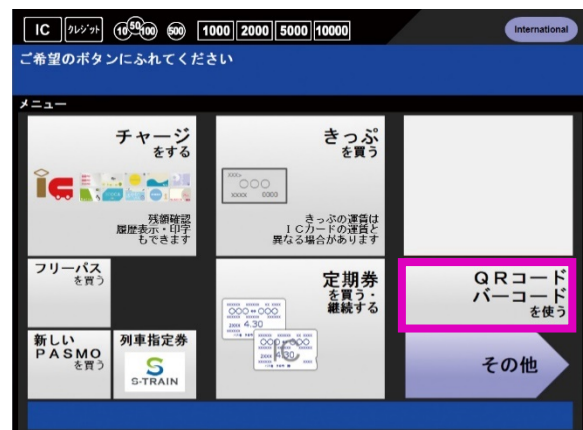 IC クレジット 10 50 100 500 1000 2000 5000 10000
International
ご希望のボタンにふれてください
メニュー
チャージ
をする
残額確認
履歴表示・印字
もできます
きっぷ
を買う
きっぷの運賃は
ICカードの運賃と
異なる場合があります
フリーパス
を買う
定期券
を買う・
継続する
4.30
4.30
IC
QRコード
バーコード
を使う
新しい
PASMO
を買う
列車指定券
S-TRAIN
その他